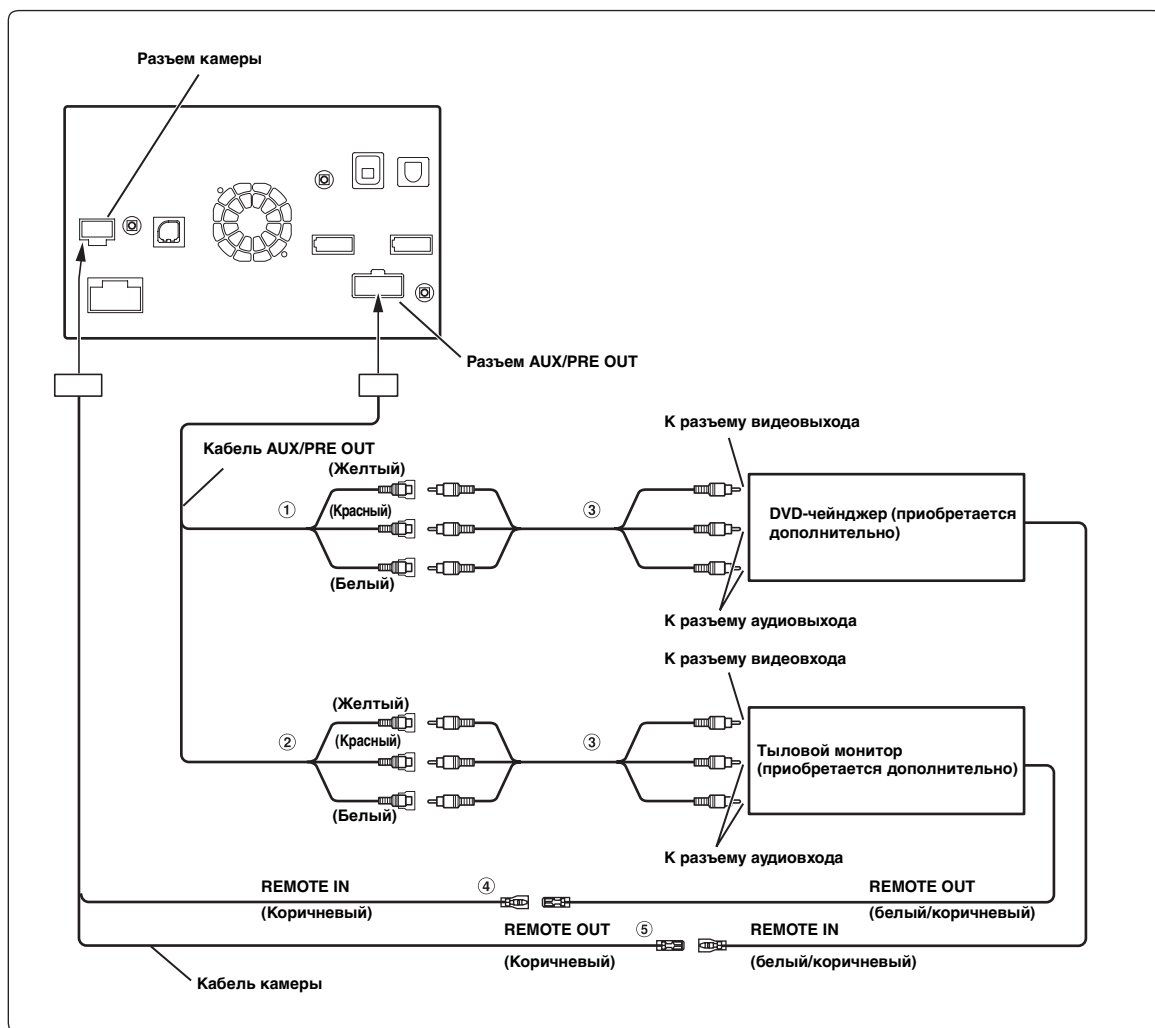 Разъем камеры
Разъем AUX/PRE OUT
К разъему видеовыхода
Кабель AUX/PRE OUT
(Желтый)
①
(Красный)
③
DVD-чейнджер (приобретается
дополнительно)
(Белый)
К разъему аудиовыхода
К разъему видеовхода
(Желтый)
②
(Красный)
③
Тыловой монитор
(приобретается дополнительно)
(Белый)
К разъему аудиовхода
REMOTE IN
④
REMOTE OUT
(Коричневый)
(белый/коричневый)
REMOTE OUT
⑤
REMOTE IN
(Коричневый)
(белый/коричневый)
Кабель камеры